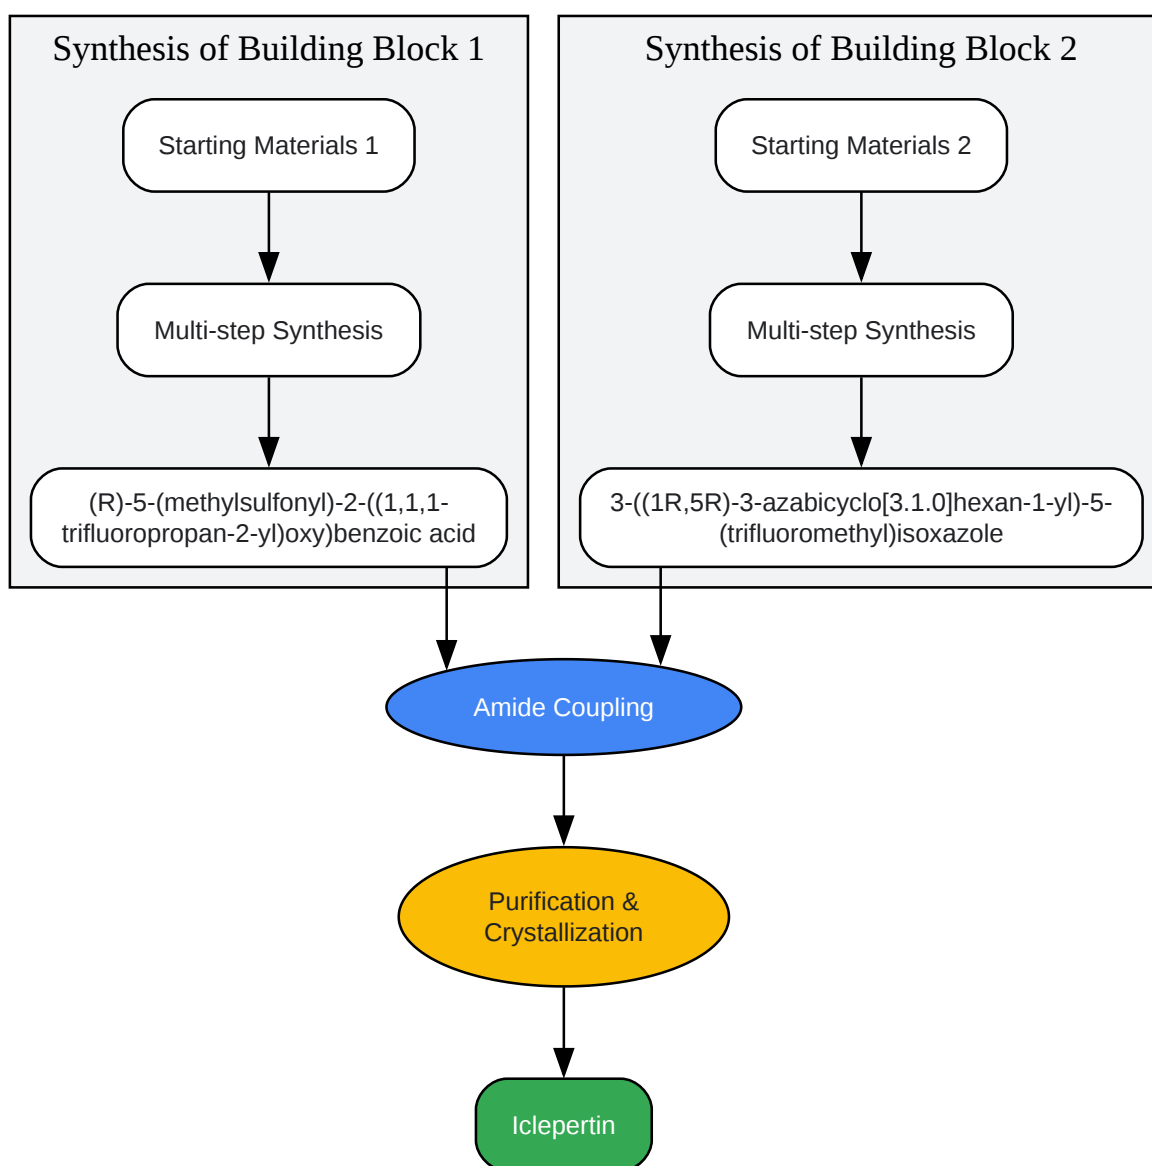 Synthesis of Building Block 1
Starting Materials 1
Multi-step Synthesis
(R)-5-(methylsulfonyl)-2-((1,1,1-
trifluoropropan-2-yl)oxy)benzoic acid
Synthesis of Building Block 2
Starting Materials 2
Multi-step Synthesis
3-((1R,5R)-3-azabicyclo[3.1.0]hexan-1-yl)-5-
(trifluoromethyl)isoxazole
Amide Coupling
Purification &
Crystallization
Iclepertin